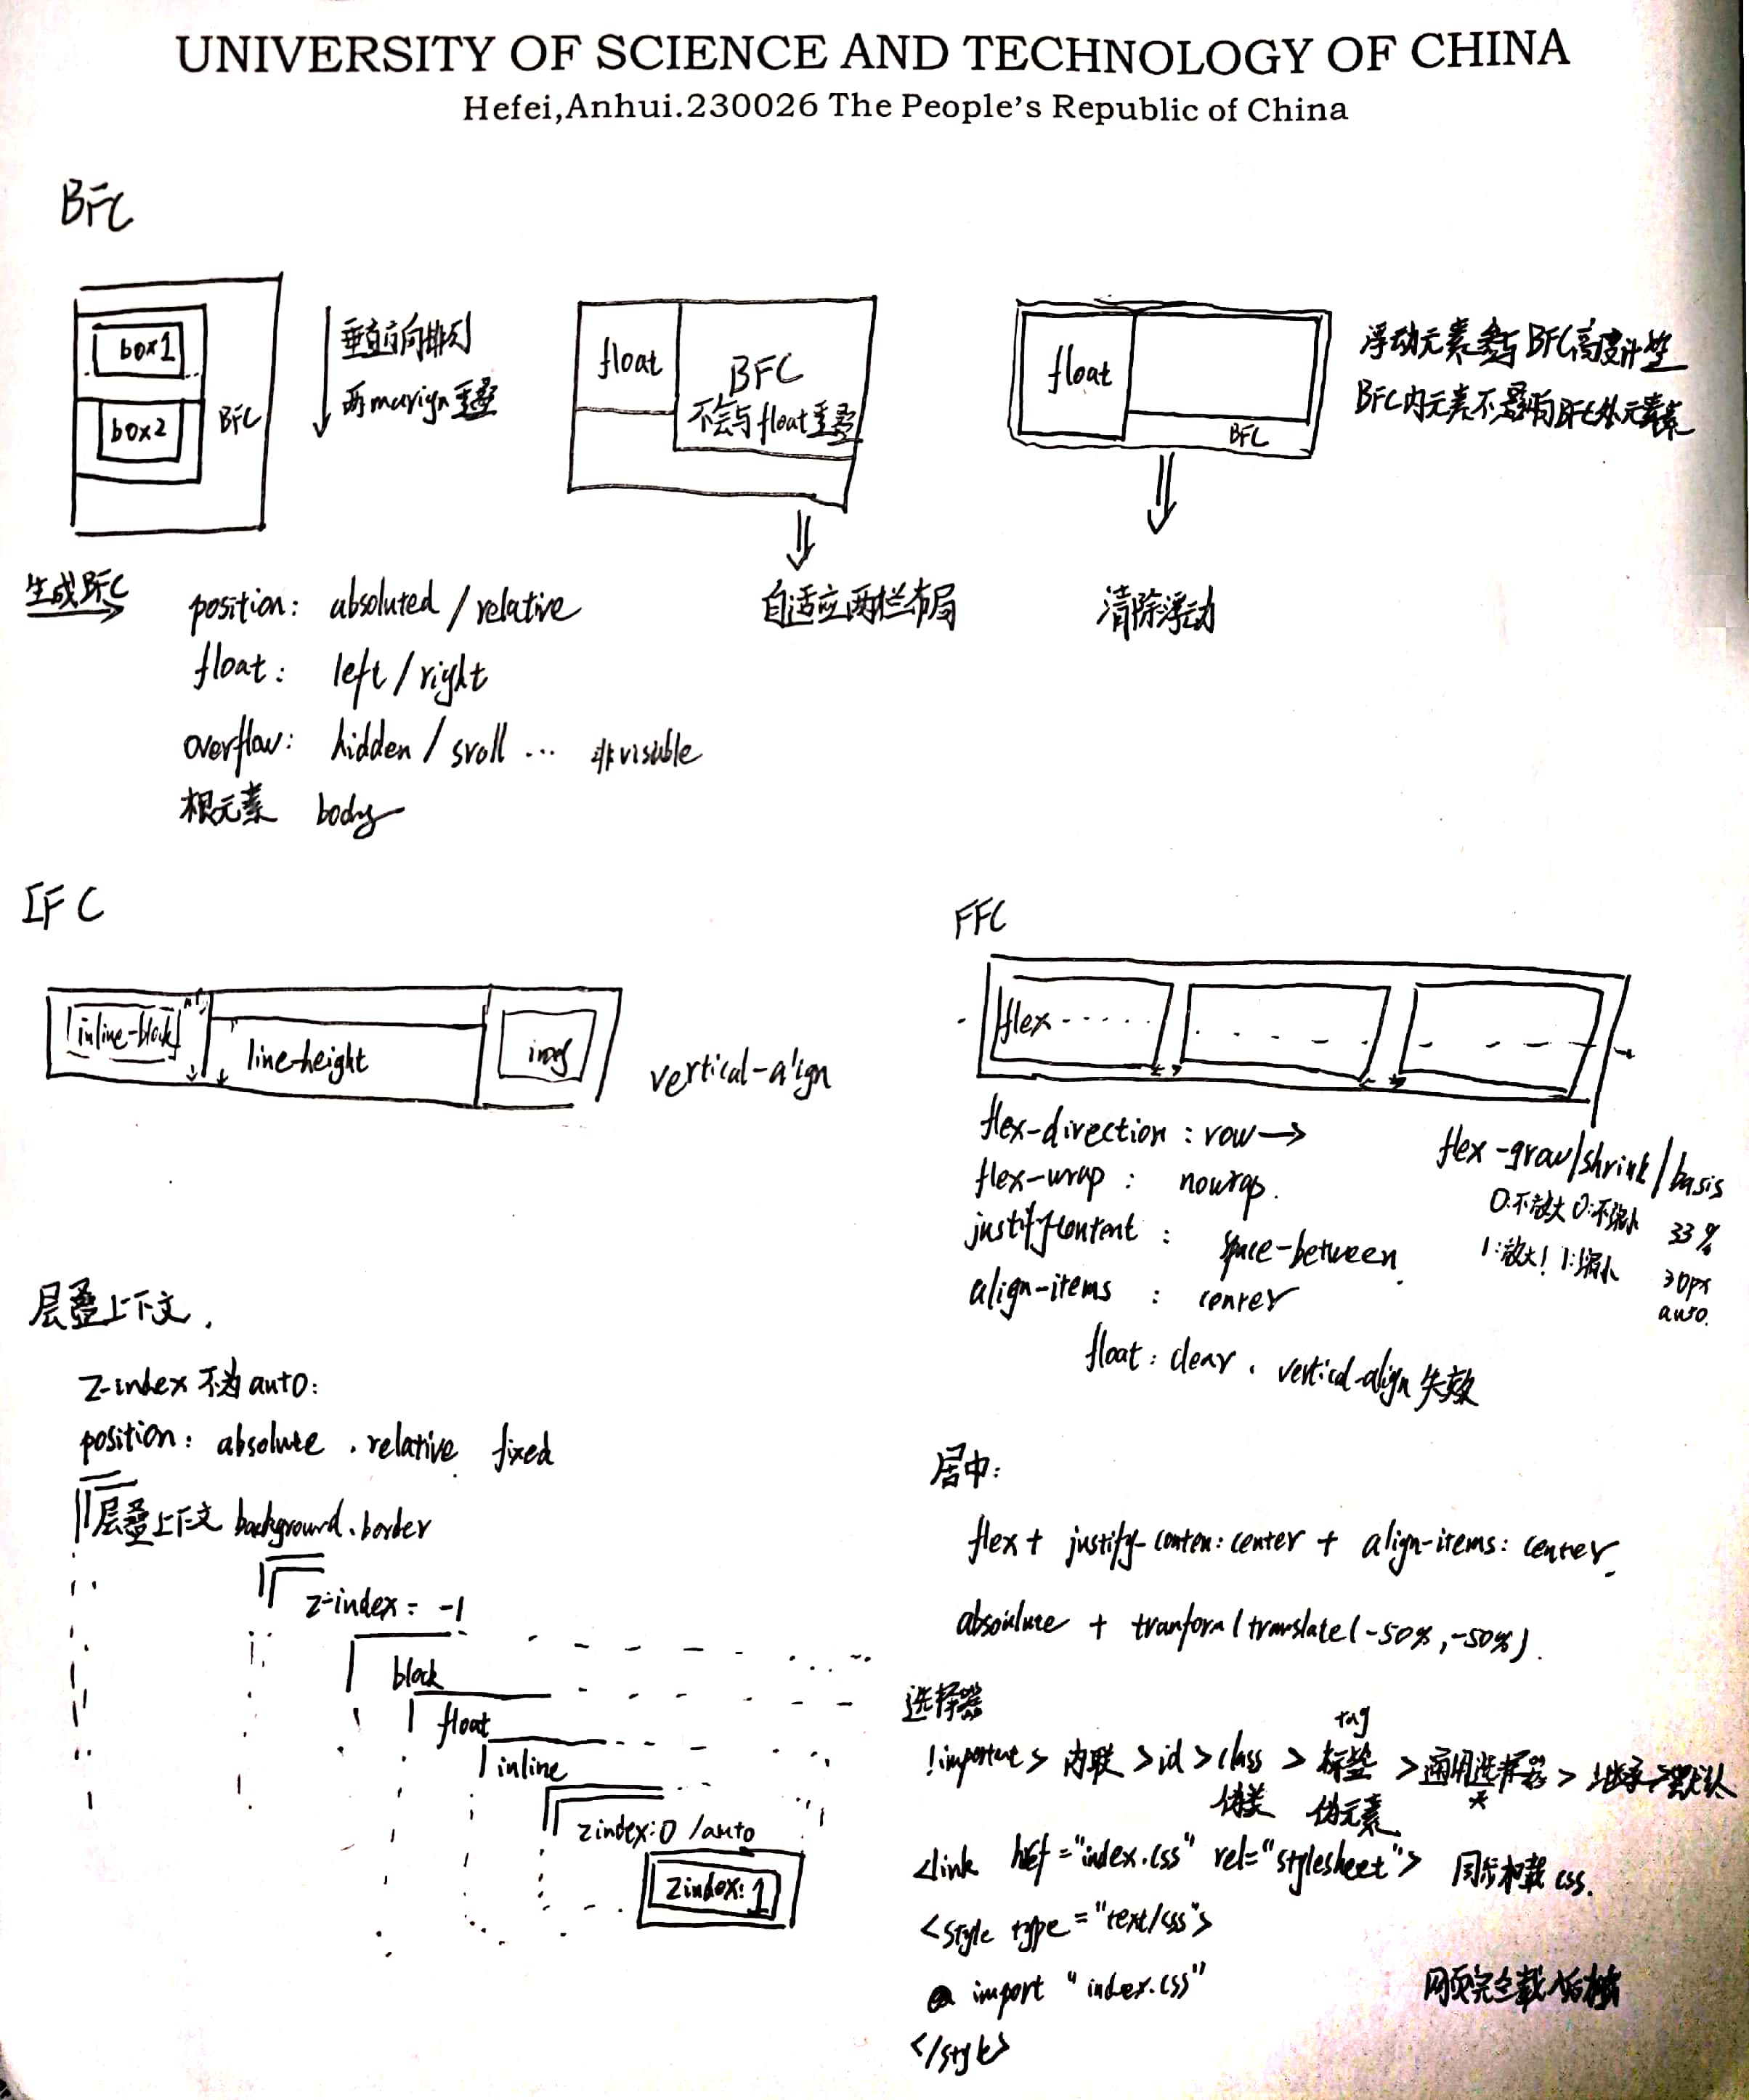 UNIVERSITY OF SCIENCE AND TECHNOLOGY OF CHINA
Hefei,Anhui.230026 The People's Republic of China
BFC
box1
box2
BFC
垂直方向排列
两marign重叠
float
BFC
不会与float重叠
float
BFC
浮动元素参与BFC高度计算
BFC内元素不影响BFC外元素
自适应两栏布局
清除浮动
生成BFC
position: absoluted / relative
float: left / right
overflow: hidden / sroll ... 非visible
根元素 body
IFC
inline-block
line-height
img
vertical-align
FFC
flex
flex-direction : row →
flex-wrap : nowrap.
justify-content : space-between
align-items : center
flex-grow/shrink/basis
0:不放大 0:不缩小 33%
1:放大! 1:缩小 30px
auto.
float : clear . vertical-align 失效
层叠上下文.
z-index 不为 auto:
position: absolute . relative fixed
层叠上下文 background. border
z-index = -1
block
float
inline
zindex:0 /auto
zindex: 1
居中:
flex + justify-conten: center + align-items: center.
absoulute + tranform (translate(-50%,-50%).
选择器
!important > 内联 > id > class > 标签 > 通用选择器 > 继承 > 默认
tag
伪类
伪元素
*
<link href="index.css" rel="stylesheet"> 同步加载 css.
<style type="text/css">
@ import "index.css"
网页完全载入后
</style>